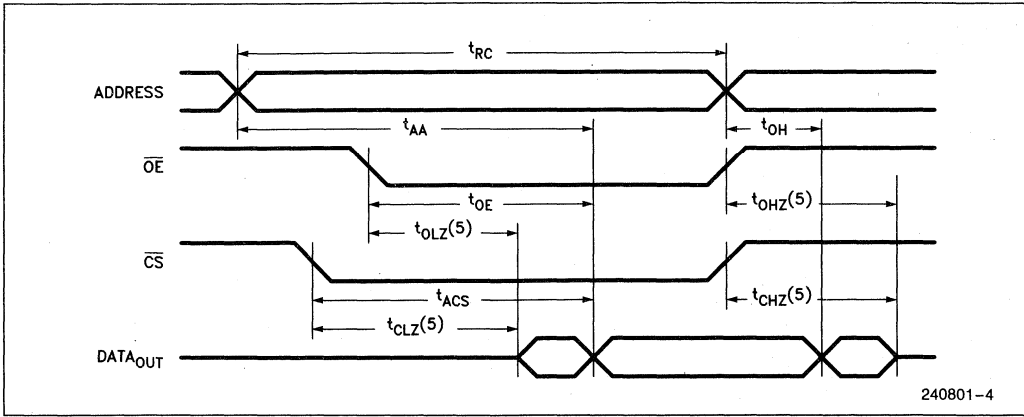 tRC
ADDRESS
tAA
tOH
OE
tOE
tOHZ(5)
tOLZ(5)
CS
tACS
tCHZ(5)
tCLZ(5)
DATAOUT
240801-4